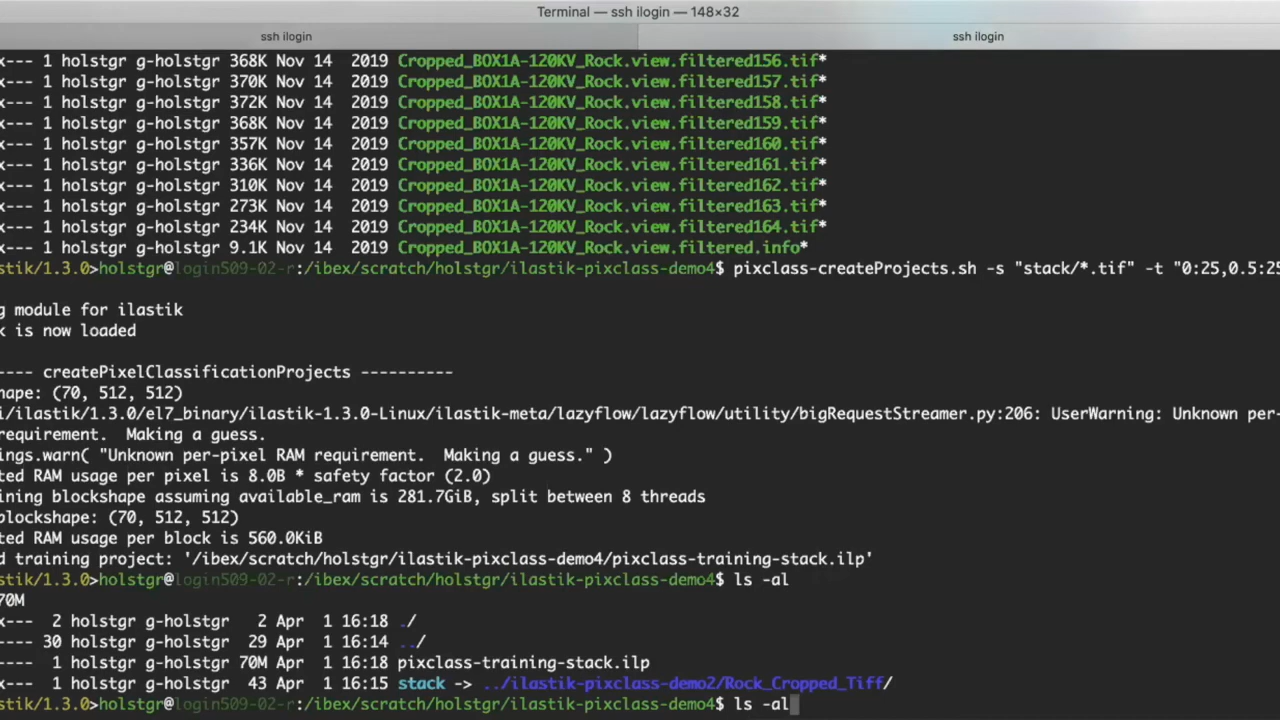 Terminal — ssh ilogin — 148×32
ssh ilogin ssh ilogin
x--- 1 holstgr g-holstgr 368K Nov 14  2019 Cropped_BOX1A-120KV_Rock.view.filtered156.tif*
x--- 1 holstgr g-holstgr 370K Nov 14  2019 Cropped_BOX1A-120KV_Rock.view.filtered157.tif*
x--- 1 holstgr g-holstgr 372K Nov 14  2019 Cropped_BOX1A-120KV_Rock.view.filtered158.tif*
x--- 1 holstgr g-holstgr 368K Nov 14  2019 Cropped_BOX1A-120KV_Rock.view.filtered159.tif*
x--- 1 holstgr g-holstgr 357K Nov 14  2019 Cropped_BOX1A-120KV_Rock.view.filtered160.tif*
x--- 1 holstgr g-holstgr 336K Nov 14  2019 Cropped_BOX1A-120KV_Rock.view.filtered161.tif*
x--- 1 holstgr g-holstgr 310K Nov 14  2019 Cropped_BOX1A-120KV_Rock.view.filtered162.tif*
x--- 1 holstgr g-holstgr 273K Nov 14  2019 Cropped_BOX1A-120KV_Rock.view.filtered163.tif*
x--- 1 holstgr g-holstgr 234K Nov 14  2019 Cropped_BOX1A-120KV_Rock.view.filtered164.tif*
x--- 1 holstgr g-holstgr 9.1K Nov 14  2019 Cropped_BOX1A-120KV_Rock.view.filtered.info*
stik/1.3.0>holstgr@login509-02-r:/ibex/scratch/holstgr/ilastik-pixclass-demo4$ pixclass-createProjects.sh -s "stack/*.tif" -t "0:25,0.5:25
g module for ilastik
k is now loaded
---- createPixelClassificationProjects ----------
hape: (70, 512, 512)
i/ilastik/1.3.0/el7_binary/ilastik-1.3.0-Linux/ilastik-meta/lazyflow/lazyflow/utility/bigRequestStreamer.py:206: UserWarning: Unknown per-
requirement.  Making a guess.
ings.warn( "Unknown per-pixel RAM requirement.  Making a guess." )
ted RAM usage per pixel is 8.0B * safety factor (2.0)
ining blockshape assuming available_ram is 281.7GiB, split between 8 threads
blockshape: (70, 512, 512)
ted RAM usage per block is 560.0KiB
d training project: '/ibex/scratch/holstgr/ilastik-pixclass-demo4/pixclass-training-stack.ilp'
stik/1.3.0>holstgr@login509-02-r:/ibex/scratch/holstgr/ilastik-pixclass-demo4$ ls -al
70M
x---  2 holstgr g-holstgr   2 Apr  1 16:18 ./
---- 30 holstgr g-holstgr  29 Apr  1 16:14 ../
----  1 holstgr g-holstgr 70M Apr  1 16:18 pixclass-training-stack.ilp
x---  1 holstgr g-holstgr  43 Apr  1 16:15 stack -> ../ilastik-pixclass-demo2/Rock_Cropped_Tiff/
stik/1.3.0>holstgr@login509-02-r:/ibex/scratch/holstgr/ilastik-pixclass-demo4$ ls -al